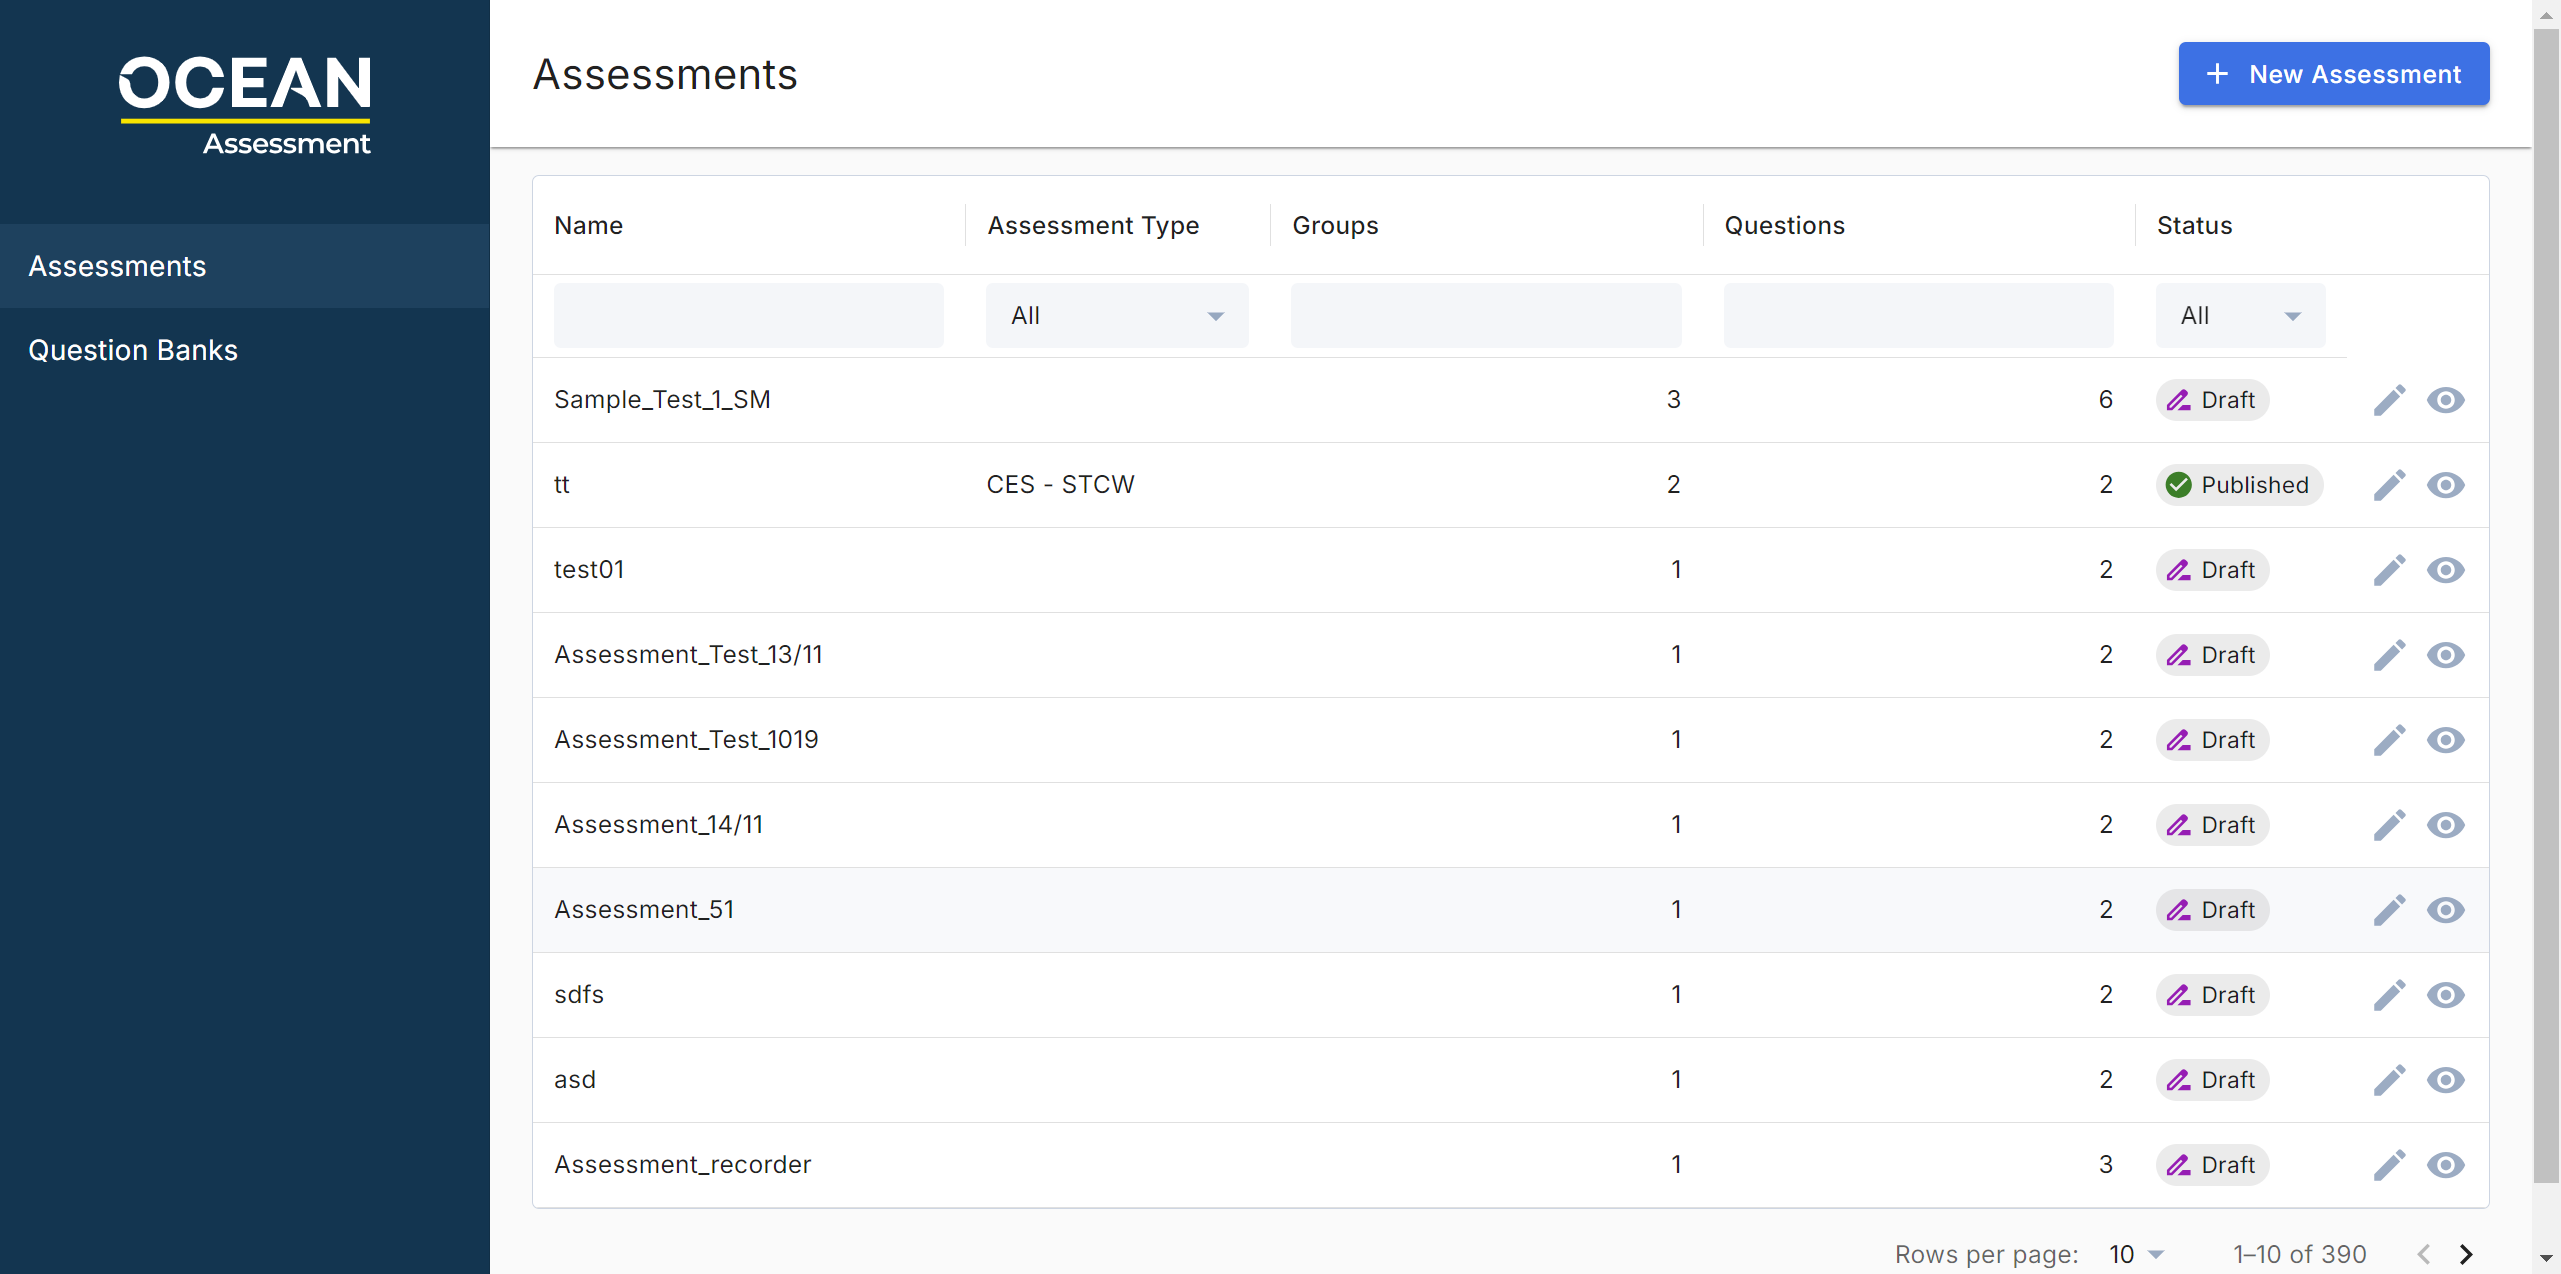 OCEAN
Assessment
Assessments
Question Banks
Assessments
New Assessment
Name Assessment Type Groups Questions Status
All All
Sample_Test_1_SM 3 6 Draft
tt CES - STCW 2 2 Published
test01 1 2 Draft
Assessment_Test_13/11 1 2 Draft
Assessment_Test_1019 1 2 Draft
Assessment_14/11 1 2 Draft
Assessment_51 1 2 Draft
sdfs 1 2 Draft
asd 1 2 Draft
Assessment_recorder 1 3 Draft
Rows per page: 10 1–10 of 390